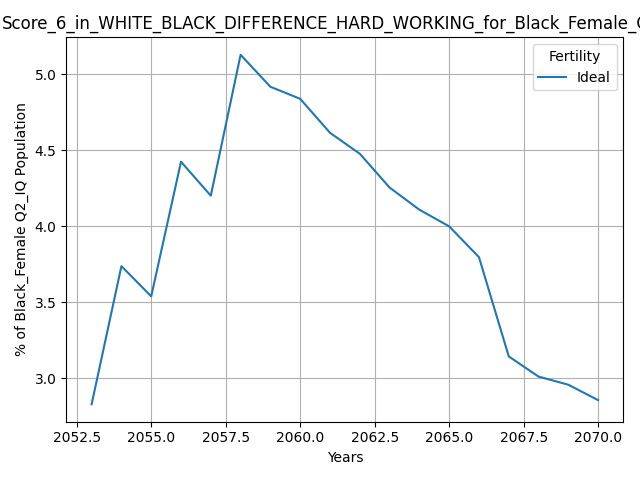 Score_6_in_WHITE_BLACK_DIFFERENCE_HARD_WORKING_for_Black_Female_
Fertility
Ideal
% of Black_Female Q2_IQ Population
5.0
4.5
4.0
3.5
3.0
2052.5 2055.0 2057.5 2060.0 2062.5 2065.0 2067.5 2070.0
Years